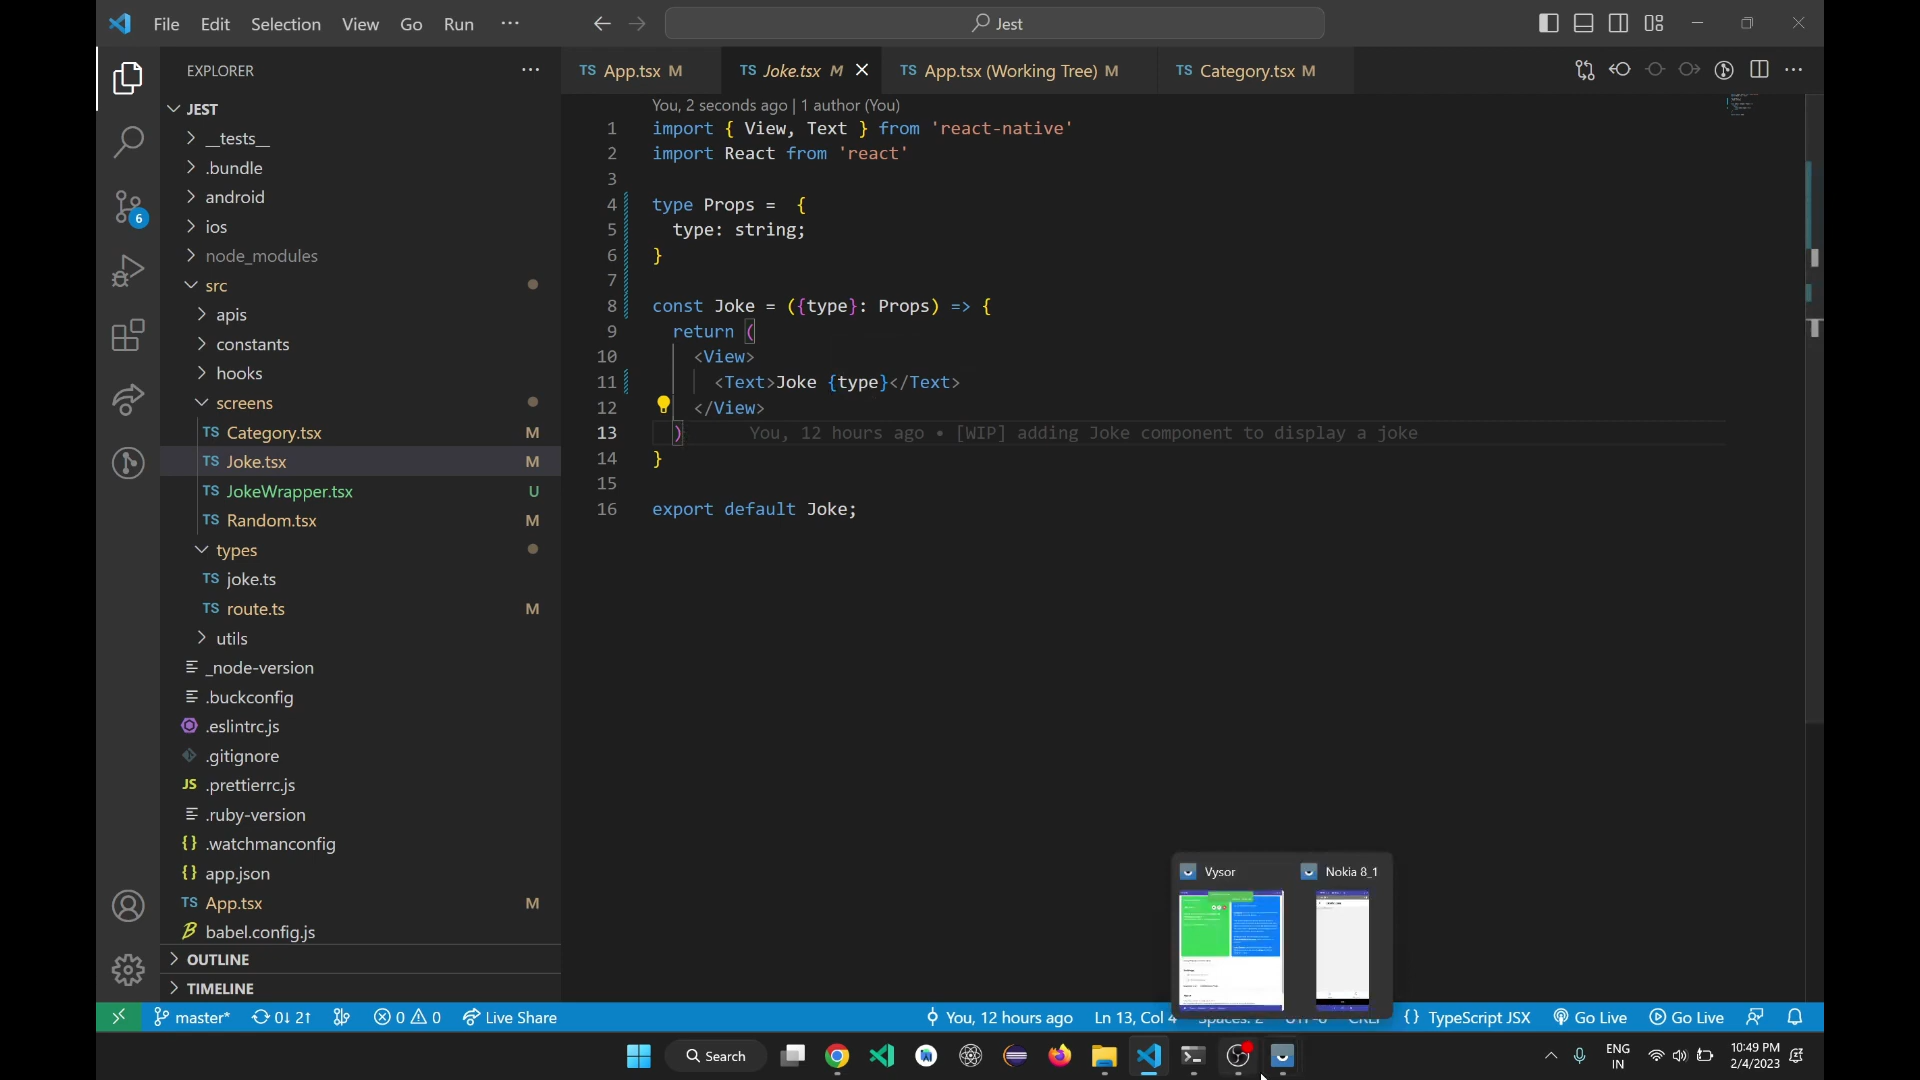 File Edit Selection View Go Run ···
Jest
EXPLORER
App.tsx M
Joke.tsx M
App.tsx (Working Tree) M
Category.tsx M
JEST
__tests__
.bundle
android
ios
node_modules
src
apis
constants
hooks
screens
TS Category.tsx M
TS Joke.tsx M
TS JokeWrapper.tsx U
TS Random.tsx M
types
TS joke.ts
TS route.ts M
utils
_node-version
.buckconfig
.eslintrc.js
.gitignore
JS .prettierrc.js
.ruby-version
{} .watchmanconfig
{} app.json
TS App.tsx M
babel.config.js
OUTLINE
TIMELINE
6
You, 2 seconds ago | 1 author (You)
1 import { View, Text } from 'react-native'
2 import React from 'react'
3
4 type Props =  {
5 type: string;
6 }
7
8 const Joke = ({type}: Props) => {
9 return (
10 <View>
11 <Text>Joke {type}</Text>
12 </View>
13 ) You, 12 hours ago • [WIP] adding Joke component to display a joke
14 }
15
16 export default Joke;
Vysor
Nokia 8_1
master*
0↓ 2↑
0 0
Live Share
You, 12 hours ago
Ln 13, Col 4
{} TypeScript JSX
Go Live
Go Live
Search
ENG
IN
10:49 PM
2/4/2023